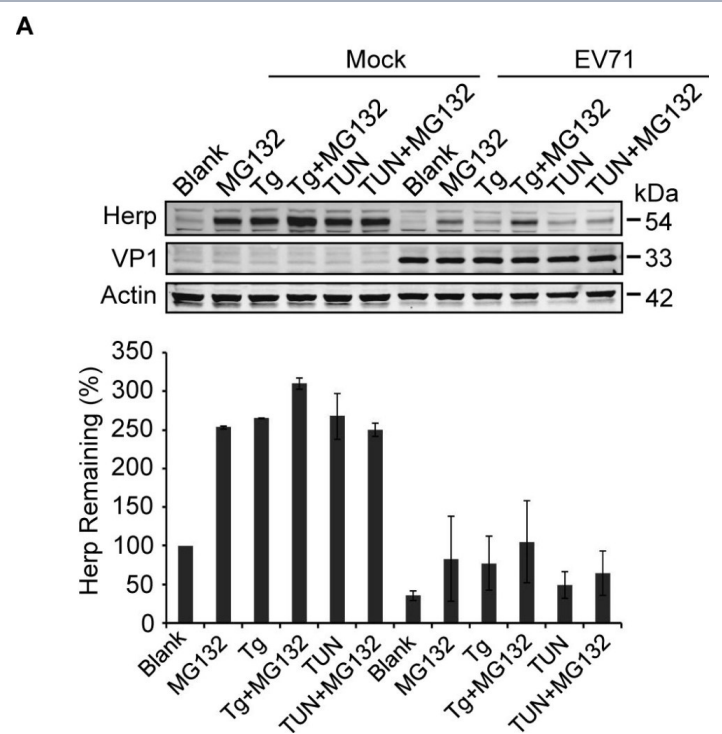 A
Mock EV71
Blank MG132 Tg Tg+MG132 TUN TUN+MG132 Blank MG132 Tg Tg+MG132 TUN TUN+MG132
kDa
Herp 54
VP1 33
Actin 42
Herp Remaining (%)
350
300
250
200
150
100
50
0
Blank MG132 Tg Tg+MG132 TUN TUN+MG132 Blank MG132 Tg Tg+MG132 TUN TUN+MG132